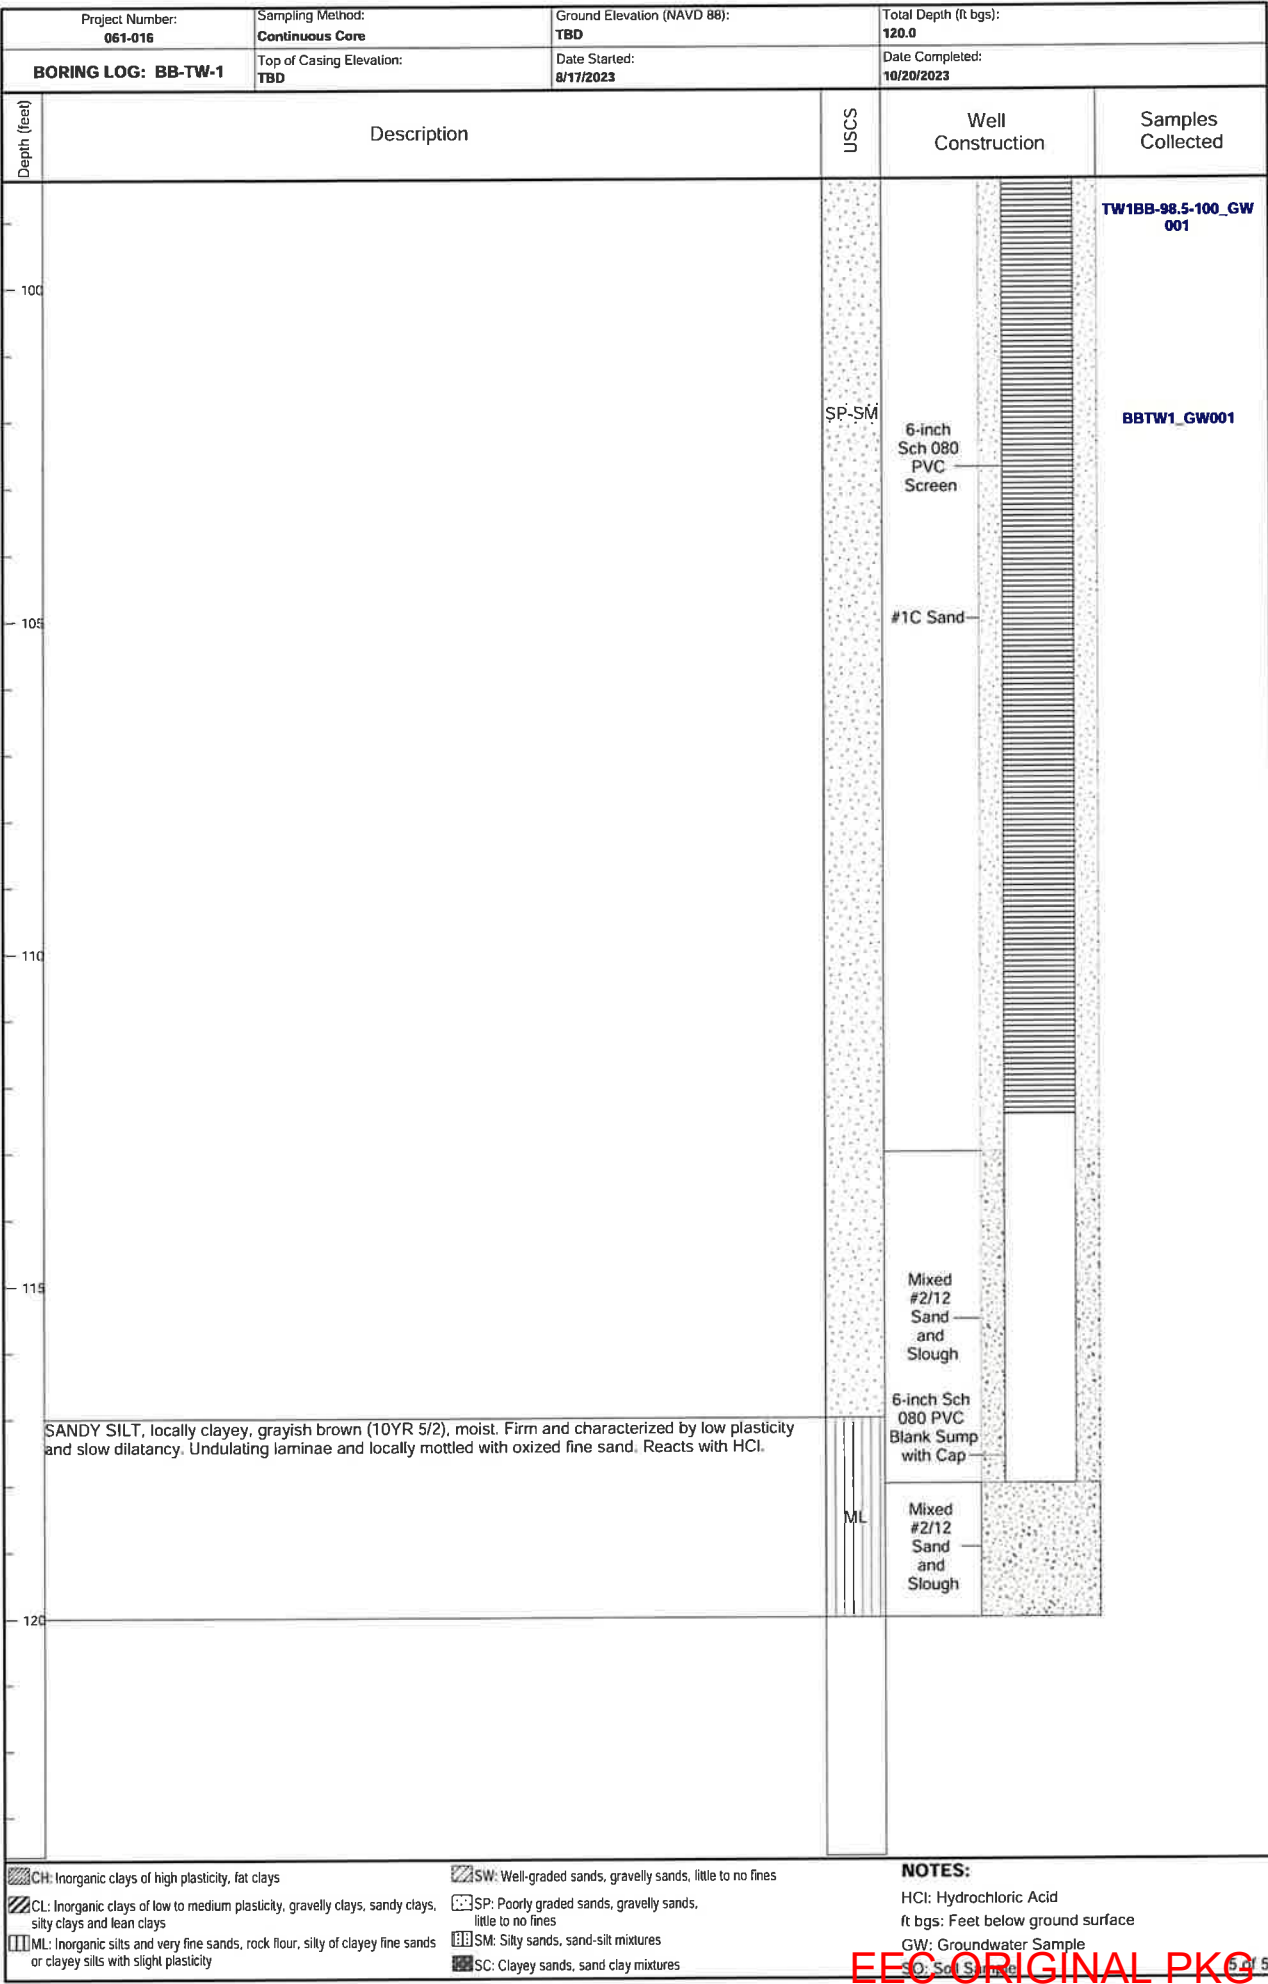 Project Number:
061-016
Sampling Method:
Continuous Core
Ground Elevation (NAVD 88):
TBD
Total Depth (ft bgs):
120.0
BORING LOG: BB-TW-1
Top of Casing Elevation:
TBD
Date Started:
8/17/2023
Date Completed:
10/20/2023
Depth (feet)
Description
USCS
Well
Construction
Samples
Collected
TW1BB-98.5-100_GW
001
100
SP-SM
BBTW1_GW001
6-inch
Sch 080
PVC
Screen
105
#1C Sand
110
115
Mixed
#2/12
Sand
and
Slough
6-inch Sch
080 PVC
Blank Sump
with Cap
SANDY SILT, locally clayey, grayish brown (10YR 5/2), moist. Firm and characterized by low plasticity
and slow dilatancy. Undulating laminae and locally mottled with oxized fine sand. Reacts with HCl.
ML
Mixed
#2/12
Sand
and
Slough
120
CH: Inorganic clays of high plasticity, fat clays
CL: Inorganic clays of low to medium plasticity, gravelly clays, sandy clays,
silty clays and lean clays
ML: Inorganic silts and very fine sands, rock flour, silty of clayey fine sands
or clayey silts with slight plasticity
SW: Well-graded sands, gravelly sands, little to no fines
SP: Poorly graded sands, gravelly sands,
little to no fines
SM: Silty sands, sand-silt mixtures
SC: Clayey sands, sand clay mixtures
NOTES:
HCl: Hydrochloric Acid
ft bgs: Feet below ground surface
GW: Groundwater Sample
SO: Soil Sample
EEC ORIGINAL PKG
5 of 5